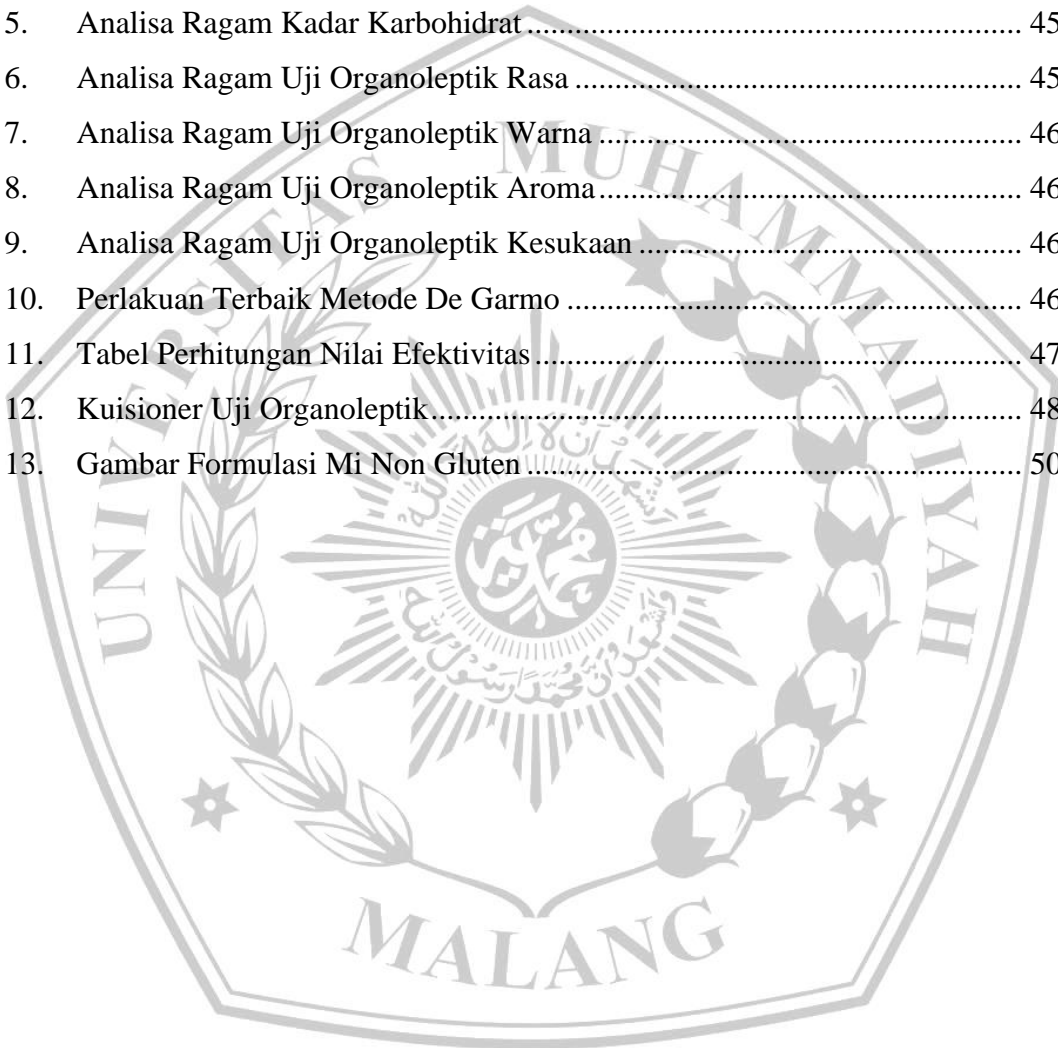 5. Analisa Ragam Kadar Karbohidrat ........................................................................ 45
6. Analisa Ragam Uji Organoleptik Rasa ................................................................. 45
7. Analisa Ragam Uji Organoleptik Warna .............................................................. 46
8. Analisa Ragam Uji Organoleptik Aroma ............................................................. 46
9. Analisa Ragam Uji Organoleptik Kesukaan ........................................................ 46
10. Perlakuan Terbaik Metode De Garmo .................................................................. 46
11. Tabel Perhitungan Nilai Efektivitas ....................................................................... 47
12. Kuisioner Uji Organoleptik ...................................................................................... 48
13. Gambar Formulasi Mi Non Gluten ........................................................................ 50
UNIVERSITAS MUHAMMADIYAH
MALANG